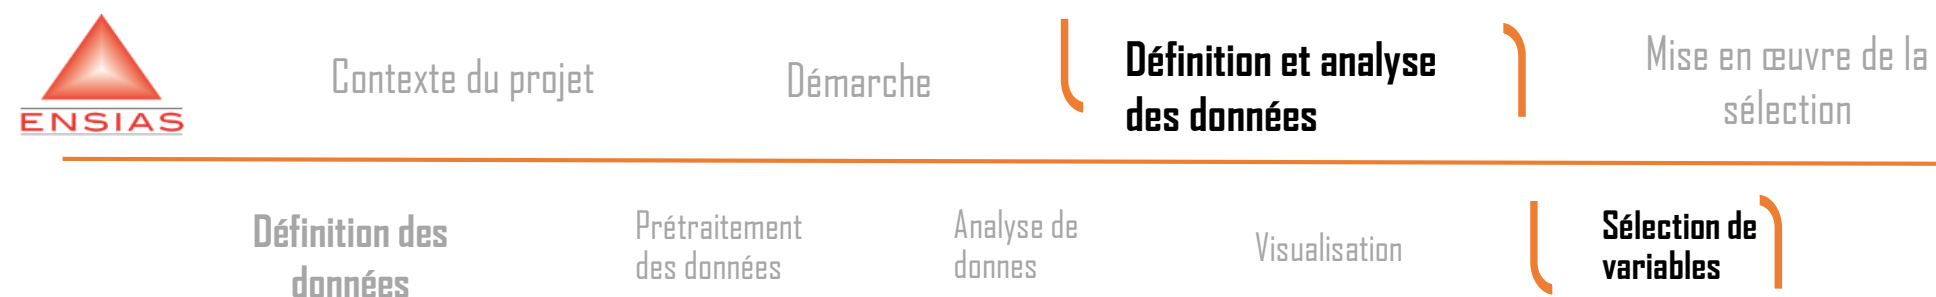 ENSIAS
Contexte du projet
Démarche
Définition et analyse
des données
Mise en œuvre de la
sélection
Définition des
données
Prétraitement
des données
Analyse de
donnes
Visualisation
Sélection de
variables